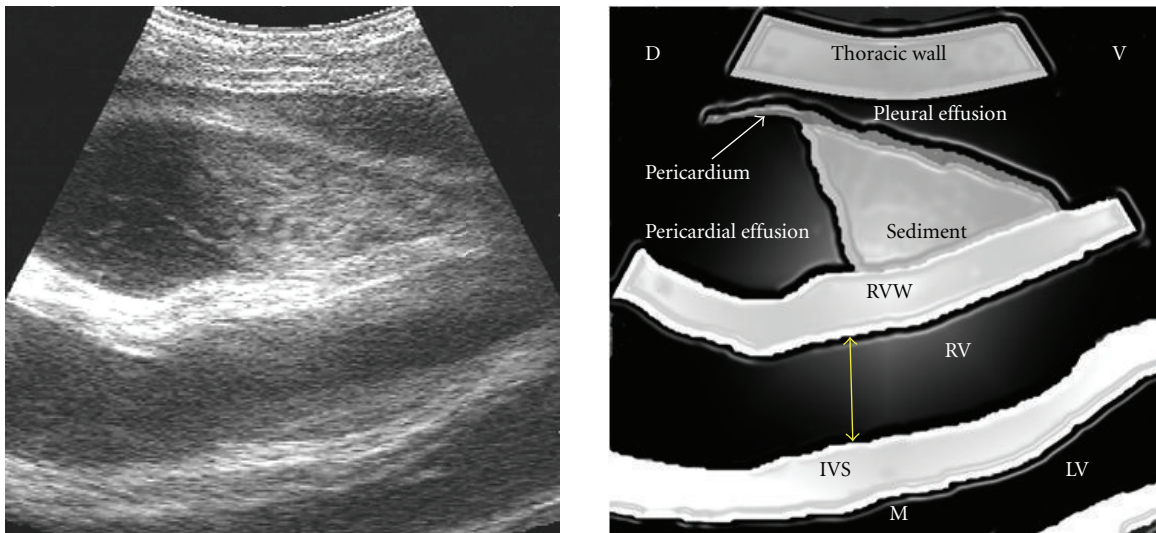 D
Thoracic wall
V
Pleural effusion
Pericardium
Pericardial effusion
Sediment
RVW
RV
IVS
LV
M